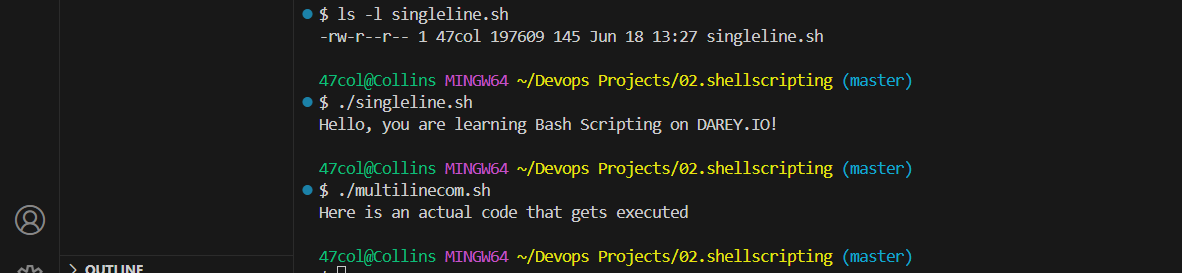 $ ls -l singleline.sh
-rw-r--r-- 1 47col 197609 145 Jun 18 13:27 singleline.sh
47col@Collins MINGW64 ~/Devops Projects/02.shellscripting (master)
$ ./singleline.sh
Hello, you are learning Bash Scripting on DAREY.IO!
47col@Collins MINGW64 ~/Devops Projects/02.shellscripting (master)
$ ./multilinecom.sh
Here is an actual code that gets executed
47col@Collins MINGW64 ~/Devops Projects/02.shellscripting (master)
$
OUTLINE